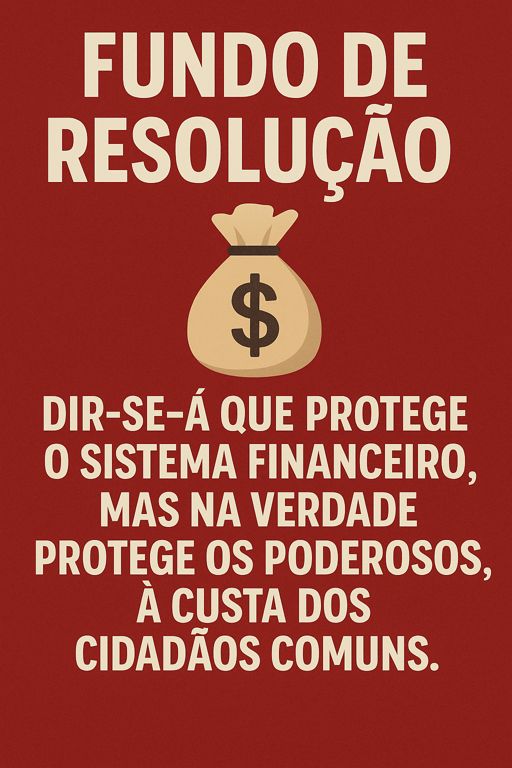 FUNDO DE
RESOLUÇÃO
$
DIR-SE-Á QUE PROTEGE
O SISTEMA FINANCEIRO,
MAS NA VERDADE
PROTEGE OS PODEROSOS,
À CUSTA DOS
CIDADÃOS COMUNS.